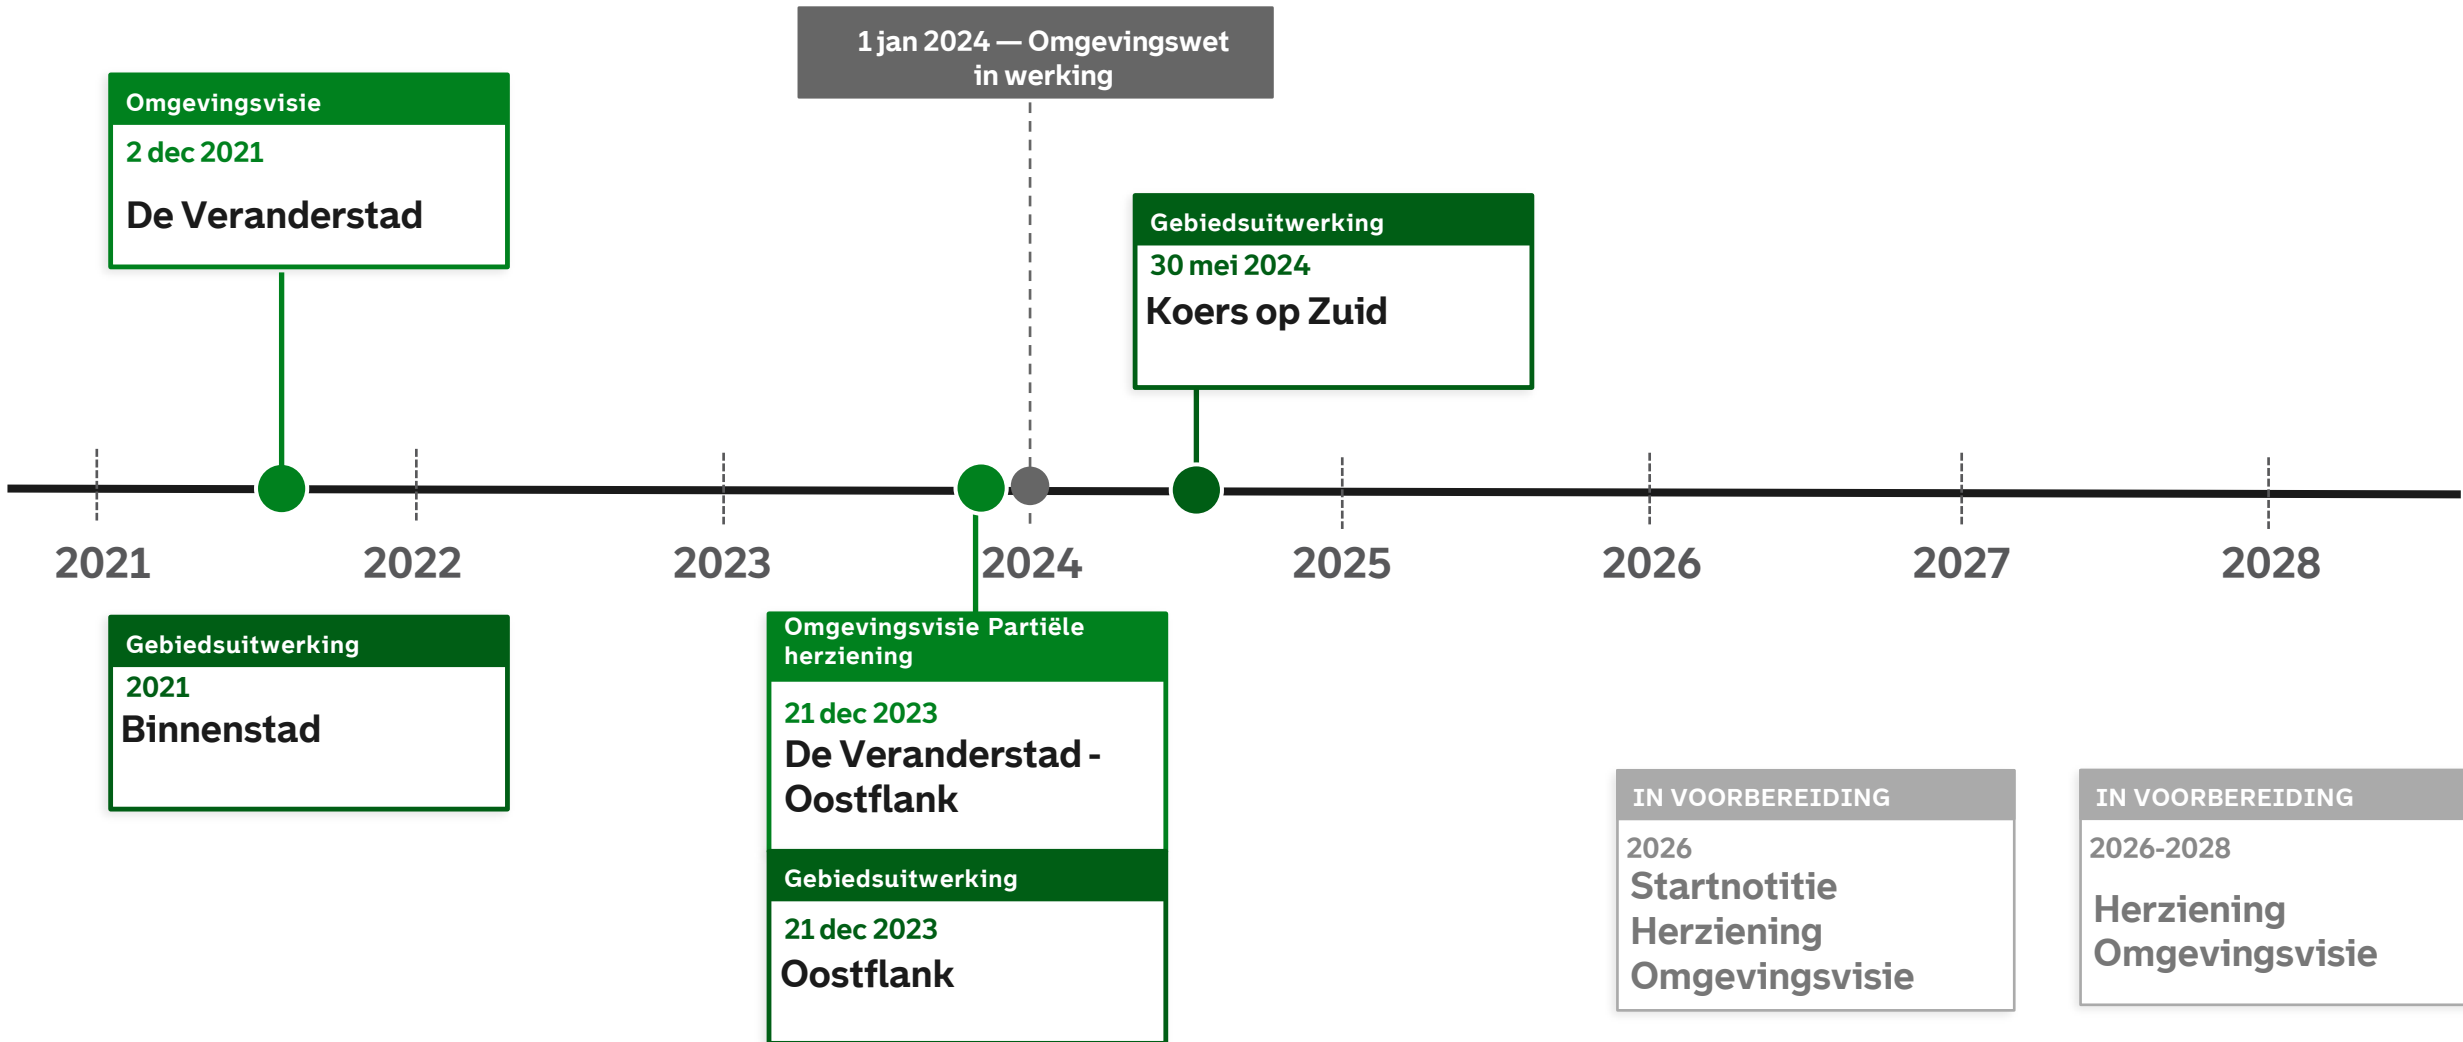 1 jan 2024 — Omgevingswet
in werking
Omgevingsvisie
2 dec 2021
De Veranderstad
Gebiedsuitwerking
30 mei 2024
Koers op Zuid
2021
2022
2023
2024
2025
2026
2027
2028
Gebiedsuitwerking
2021
Binnenstad
Omgevingsvisie Partiële
herziening
21 dec 2023
De Veranderstad -
Oostflank
Gebiedsuitwerking
21 dec 2023
Oostflank
IN VOORBEREIDING
2026
Startnotitie
Herziening
Omgevingsvisie
IN VOORBEREIDING
2026-2028
Herziening
Omgevingsvisie